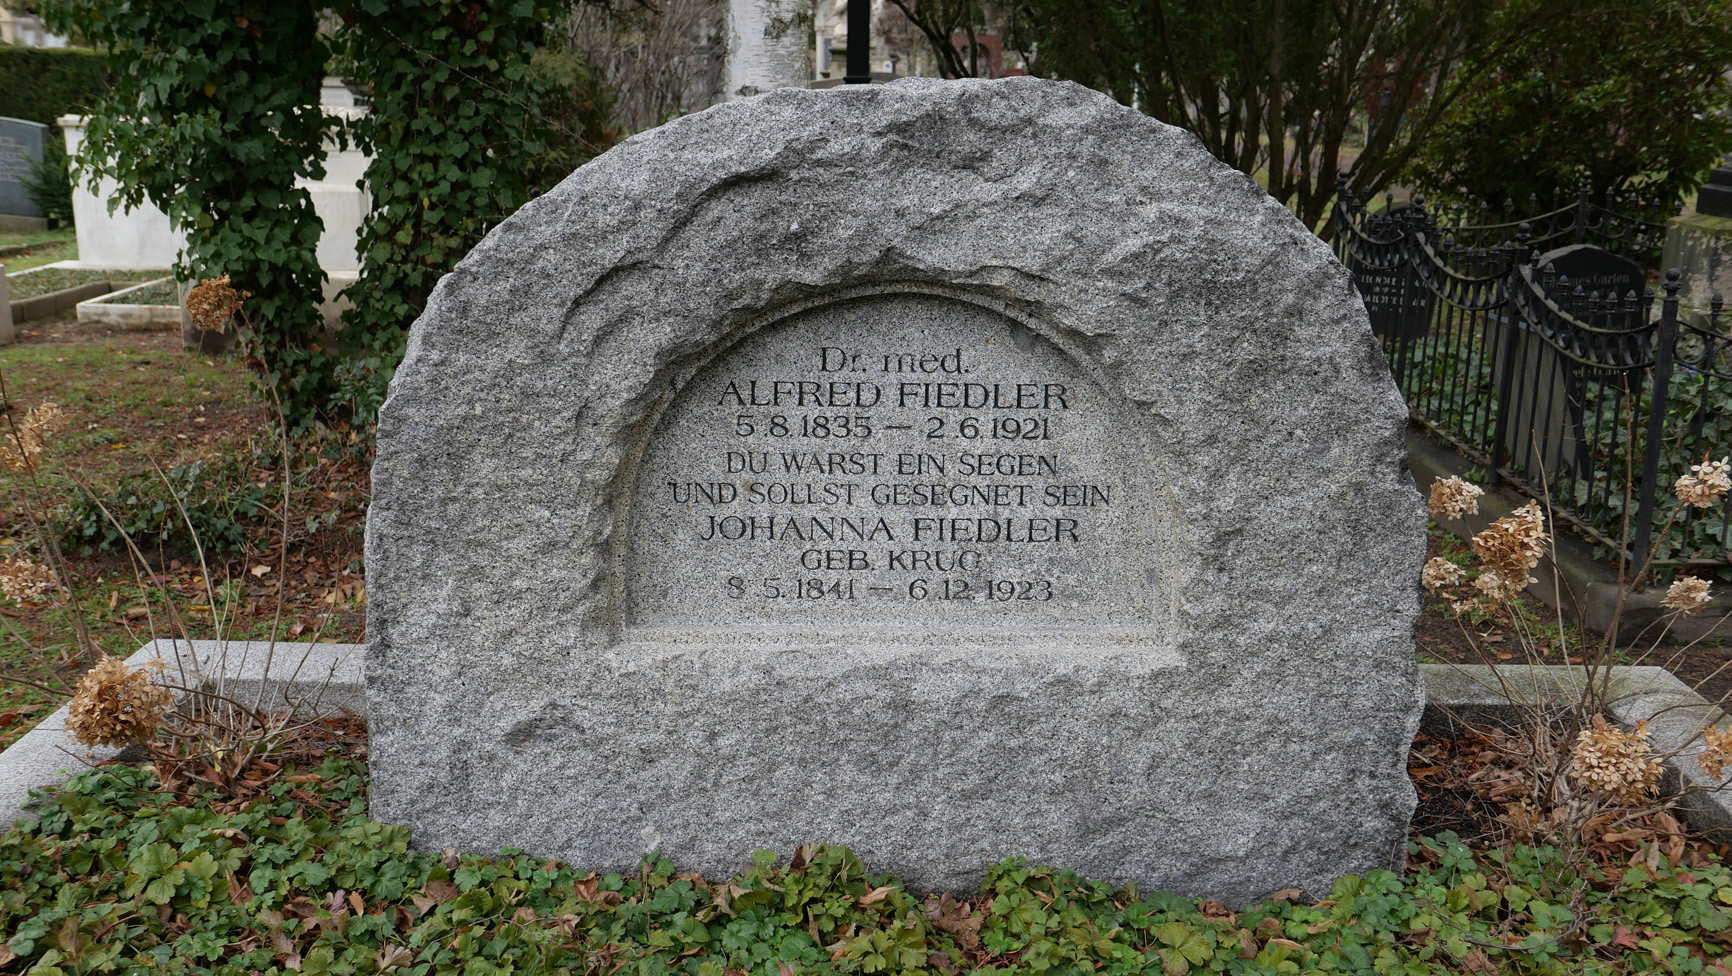 Dr. med.
ALFRED FIEDLER
5.8.1835 — 2.6.1921
DU WARST EIN SEGEN
UND SOLLST GESEGNET SEIN
JOHANNA FIEDLER
GEB. KRUG
8.5.1841 — 6.12.1923
Garten